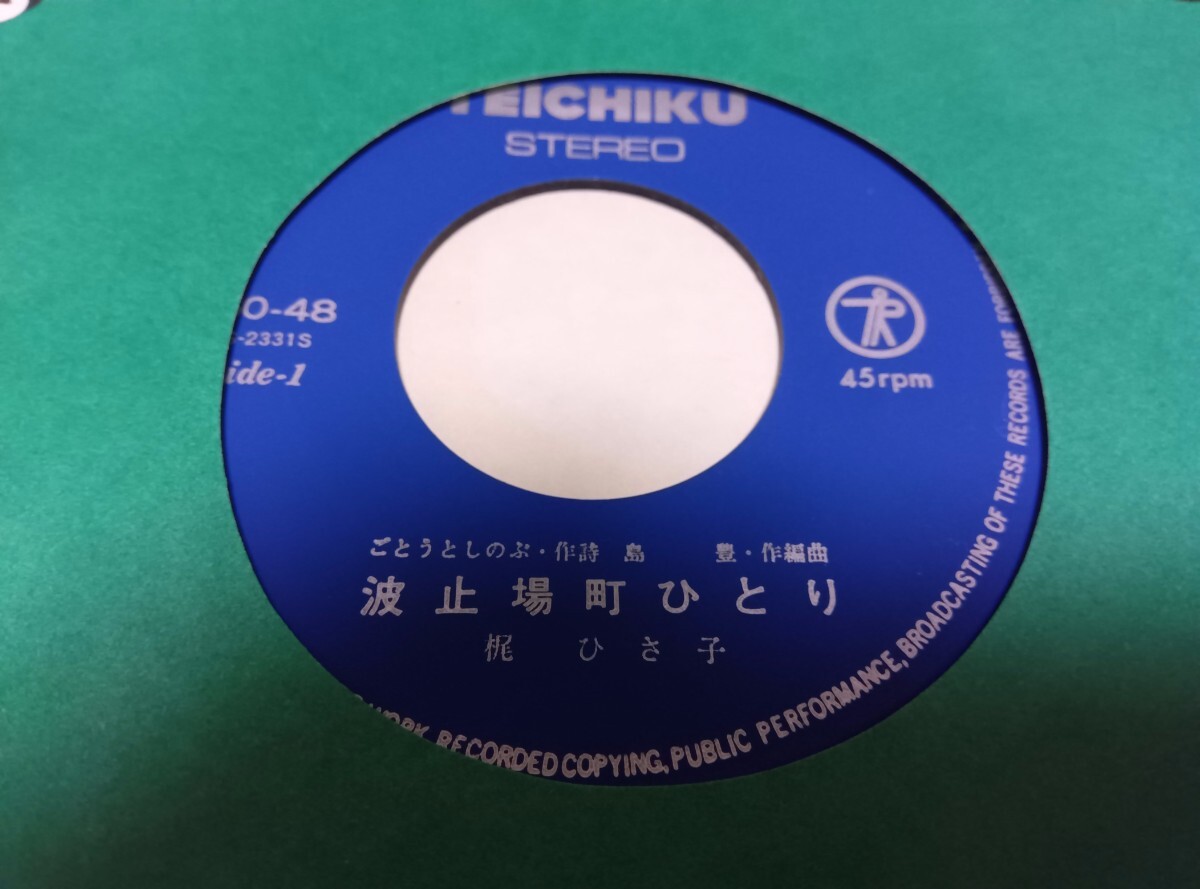 TEICHIKU
STEREO
0-48
-2331S
ide-1
45rpm
ごとうとしのぶ・作詩 島 豊・作編曲
波止場町ひとり
梶 ひさ子
WORK RECORDED COPYING, PUBLIC PERFORMANCE, BROADCASTING OF THESE RECORDS ARE